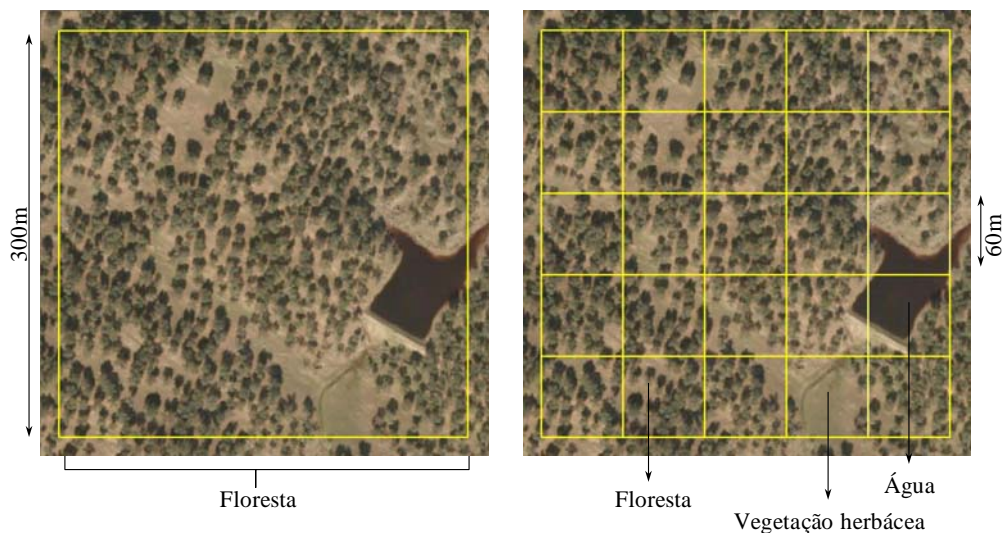 300m
60m
Floresta
Floresta
Vegetação herbácea
Água